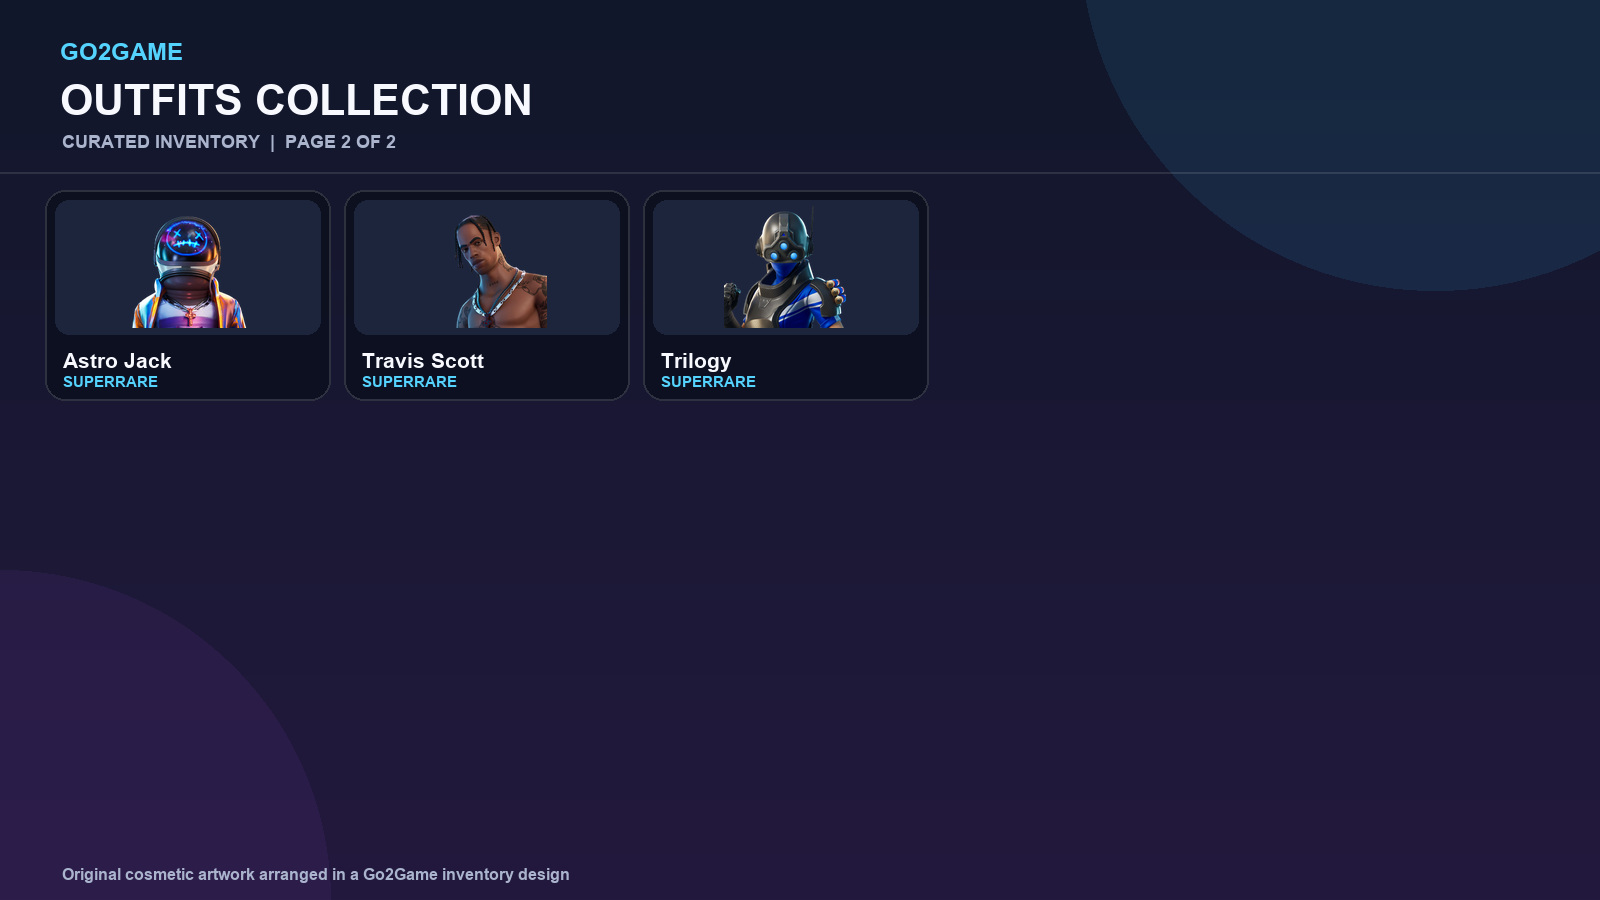 GO2GAME
OUTFITS COLLECTION
CURATED INVENTORY | PAGE 2 OF 2
Astro Jack
SUPERRARE
Travis Scott
SUPERRARE
Trilogy
SUPERRARE
Original cosmetic artwork arranged in a Go2Game inventory design